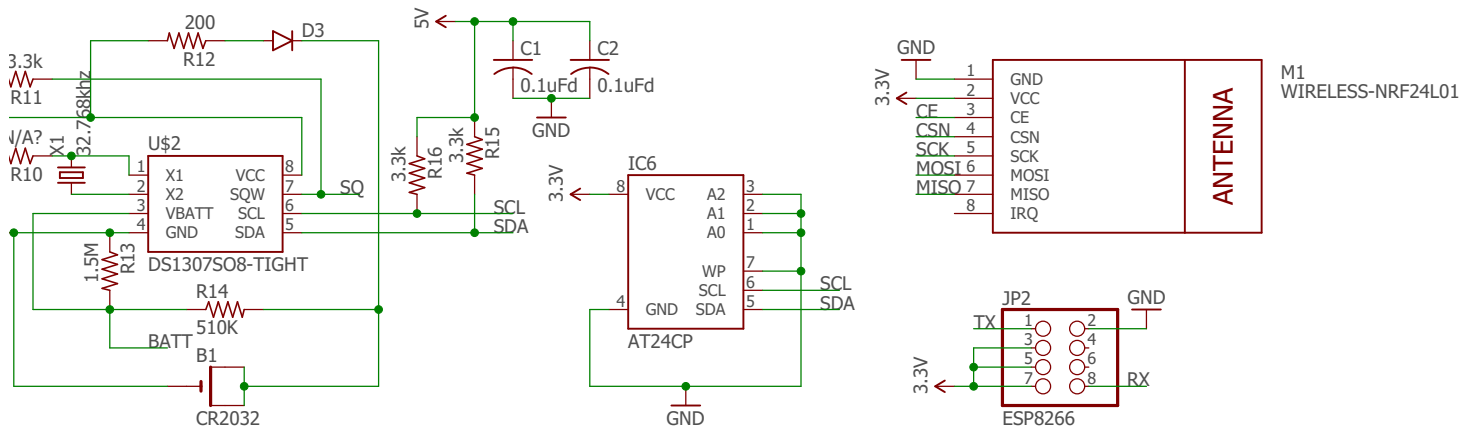 200
D3
R12
3.3k
R11
N/A?
R10
X1
32.768khz
U$2
1
X1
2
X2
3
VBATT
4
GND
VCC
8
SQW
7
SQ
SCL
6
SCL
SDA
5
SDA
DS1307SO8-TIGHT
1.5M
R13
R14
510K
BATT
B1
CR2032
5V
C1
0.1uFd
C2
0.1uFd
GND
3.3k
R16
3.3k
R15
IC6
3.3V
8
VCC
A2
3
A1
2
A0
1
WP
7
SCL
6
SCL
4
GND
SDA
5
SDA
AT24CP
GND
GND
3.3V
1
GND
2
VCC
CE
3
CE
CSN
4
CSN
SCK
5
SCK
MOSI
6
MOSI
MISO
7
MISO
8
IRQ
ANTENNA
M1
WIRELESS-NRF24L01
JP2
GND
TX
1
2
3
4
5
6
3.3V
7
8
RX
ESP8266